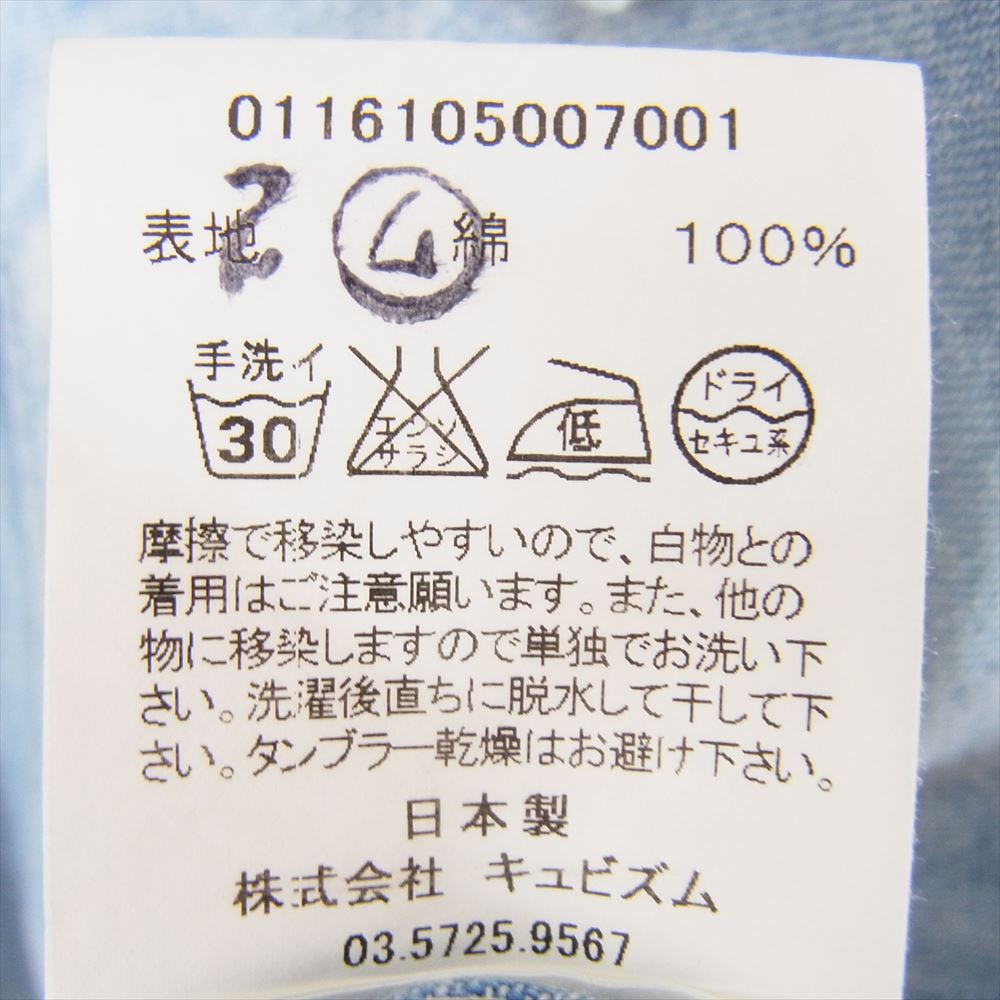 0116105007001
表地 綿 100%
手洗イ
30
エンソ
サラシ
低
ドライ
セキユ系
摩擦で移染しやすいので、白物との
着用はご注意願います。また、他の
物に移染しますので単独でお洗い下
さい。洗濯後直ちに脱水して干して下
さい。タンブラー乾燥はお避け下さい。
日本製
株式会社 キュビズム
03.5725.9567